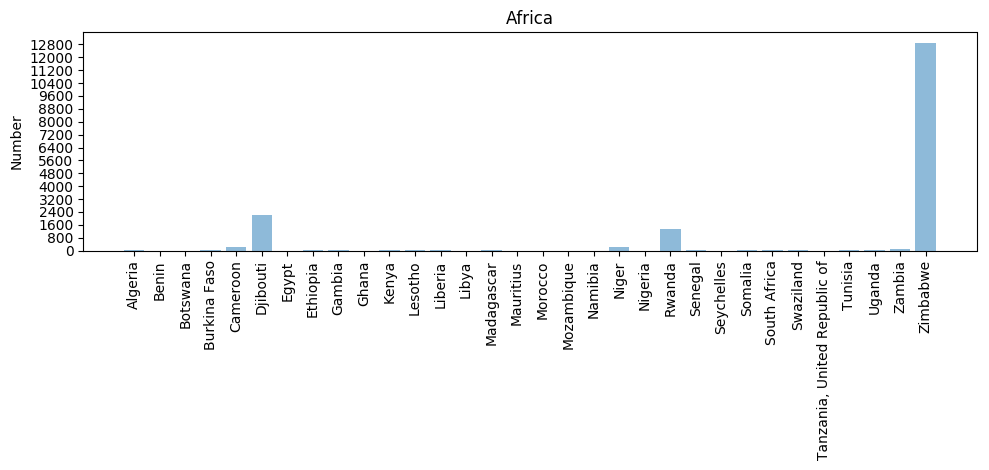 Africa
Number
12800
12000
11200
10400
9600
8800
8000
7200
6400
5600
4800
4000
3200
2400
1600
800
0
Algeria
Benin
Botswana
Burkina Faso
Cameroon
Djibouti
Egypt
Ethiopia
Gambia
Ghana
Kenya
Lesotho
Liberia
Libya
Madagascar
Mauritius
Morocco
Mozambique
Namibia
Niger
Nigeria
Rwanda
Senegal
Seychelles
Somalia
South Africa
Swaziland
Tanzania, United Republic of
Tunisia
Uganda
Zambia
Zimbabwe